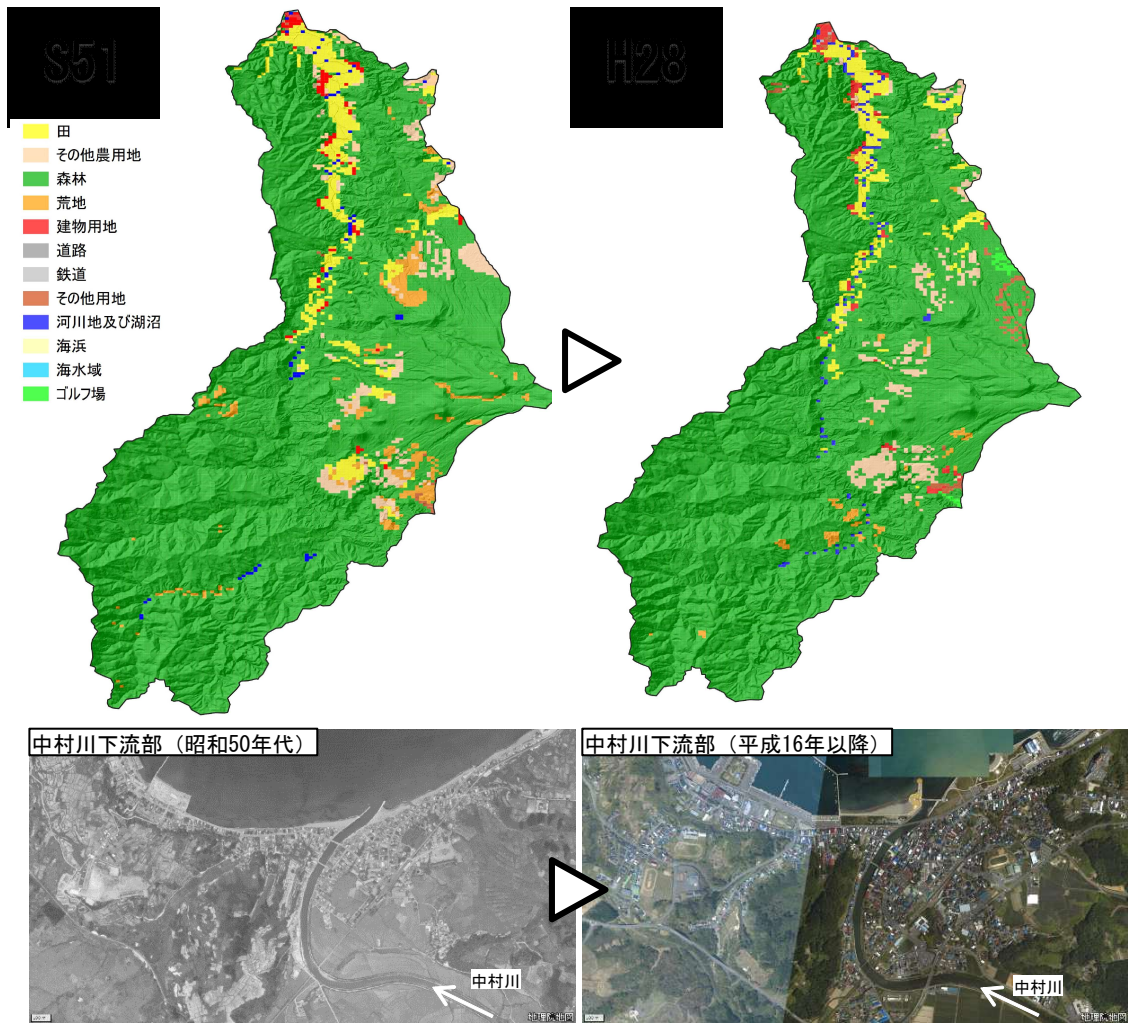 S51
H28
田
その他農用地
森林
荒地
建物用地
道路
鉄道
その他用地
河川地及び湖沼
海浜
海水域
ゴルフ場
中村川下流部（昭和50年代）
中村川下流部（平成16年以降）
中村川
中村川
地理院地図
地理院地図